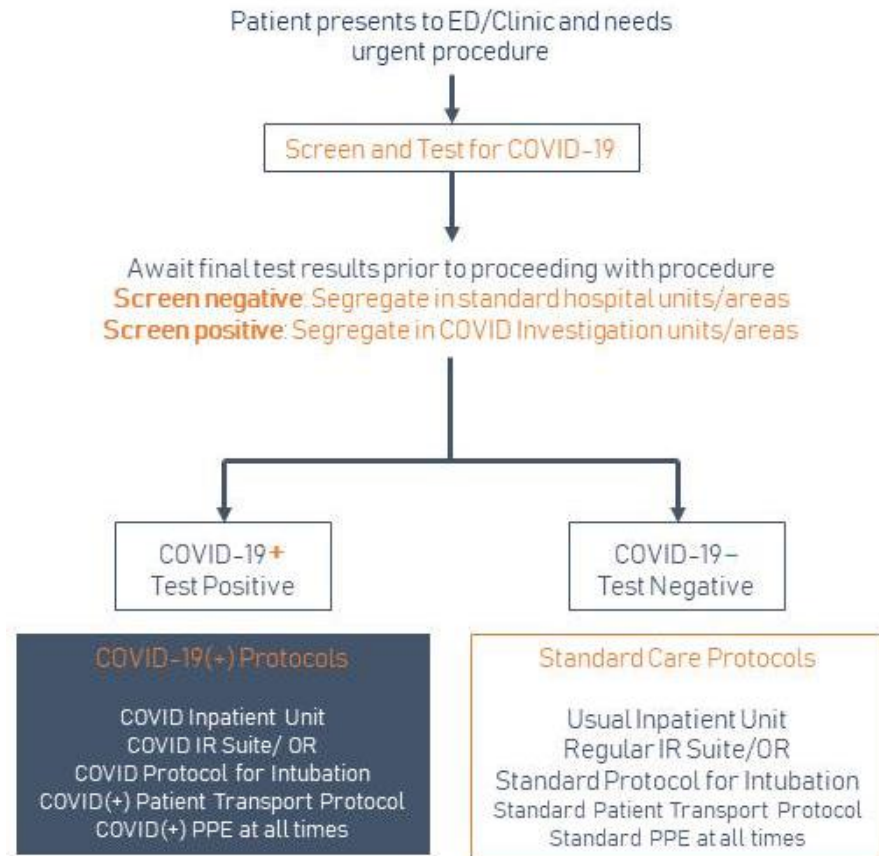 Patient presents to ED/Clinic and needs
urgent procedure
Screen and Test for COVID-19
Await final test results prior to proceeding with procedure
Screen negative: Segregate in standard hospital units/areas
Screen positive: Segregate in COVID Investigation units/areas
COVID-19+
Test Positive
COVID-19–
Test Negative
COVID-19(+) Protocols
COVID Inpatient Unit
COVID IR Suite/ OR
COVID Protocol for Intubation
COVID(+) Patient Transport Protocol
COVID(+) PPE at all times
Standard Care Protocols
Usual Inpatient Unit
Regular IR Suite/OR
Standard Protocol for Intubation
Standard Patient Transport Protocol
Standard PPE at all times